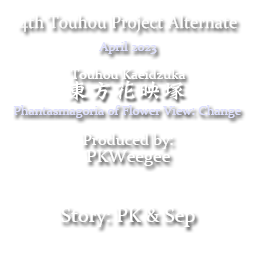 4th Touhou Project Alternate
April 2023
Touhou Kaeidzuka
東方花映塚
Phantasmagoria of Flower View: Change
Produced by:
PKWeegee
Story: PK & Sep